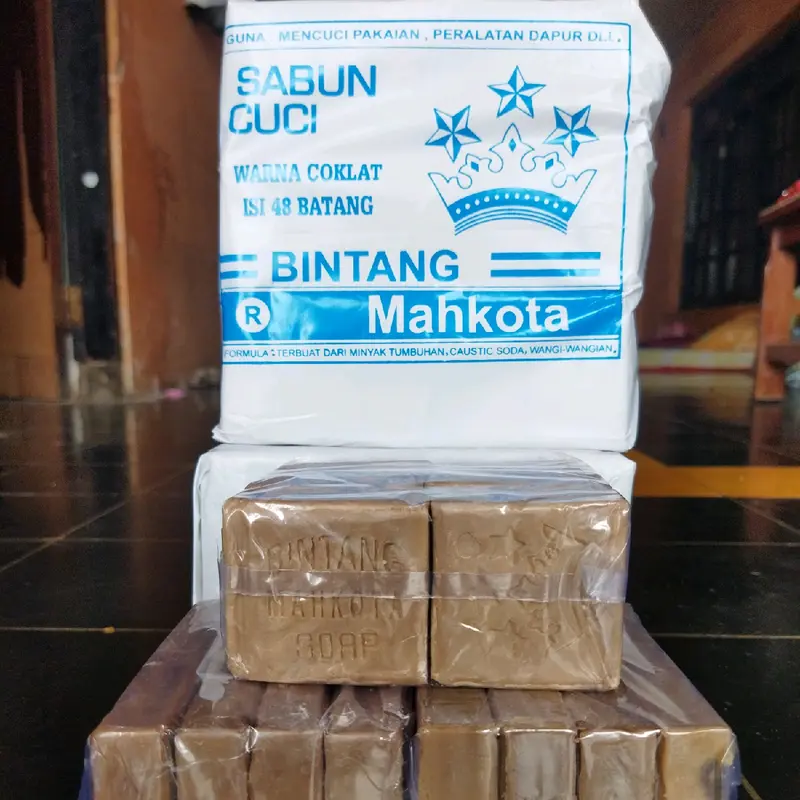 GUNA : MENCUCI PAKAIAN , PERALATAN DAPUR DLL.
SABUN
CUCI
WARNA COKLAT
ISI 48 BATANG
BINTANG
® Mahkota
FORMULA : TERBUAT DARI MINYAK TUMBUHAN, CAUSTIC SODA, WANGI-WANGIAN.
BINTANG
MAHKOTA
SOAP